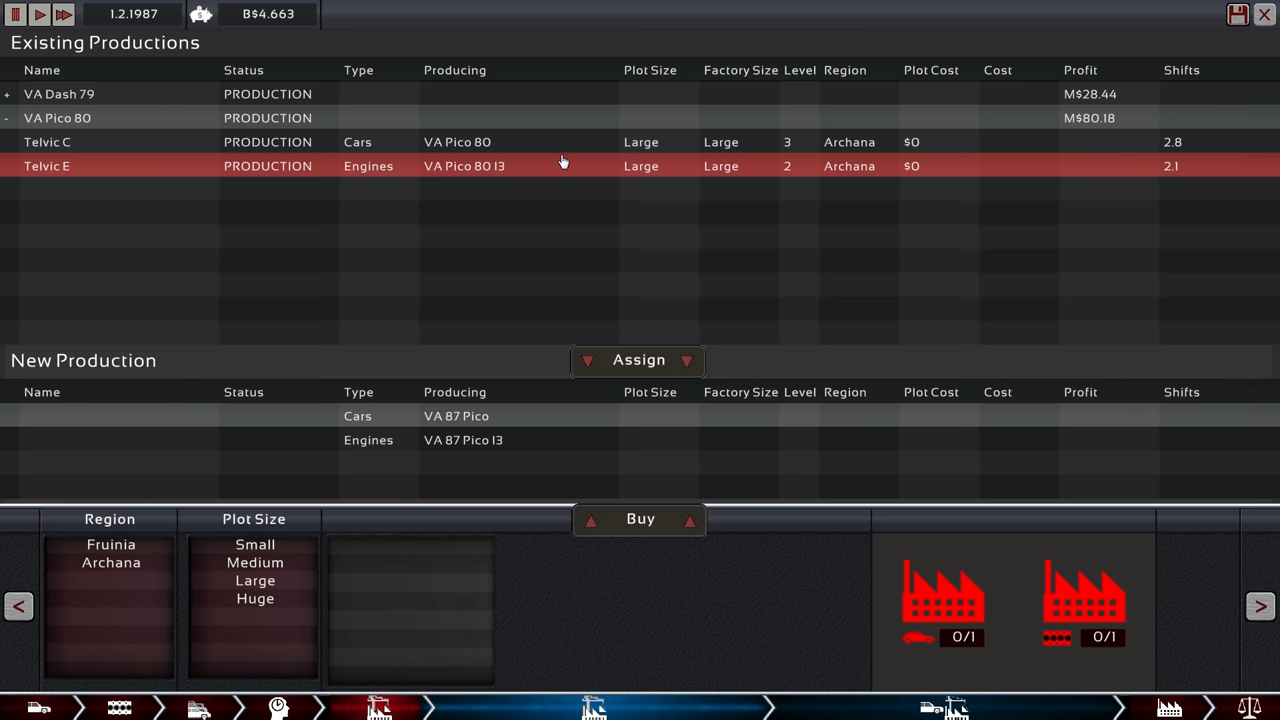 1.2.1987 B$4.663
Existing Productions
Name Status Type Producing Plot Size Factory Size Level Region Plot Cost Cost Profit Shifts
+ VA Dash 79 PRODUCTION M$28.44
- VA Pico 80 PRODUCTION M$80.18
Telvic C PRODUCTION Cars VA Pico 80 Large Large 3 Archana $0 2.8
Telvic E PRODUCTION Engines VA Pico 80 I3 Large Large 2 Archana $0 2.1
New Production Assign
Name Status Type Producing Plot Size Factory Size Level Region Plot Cost Cost Profit Shifts
Cars VA 87 Pico
Engines VA 87 Pico I3
Region Plot Size Buy
Fruinia Small
Archana Medium
Large
Huge
< >
0/1 0/1